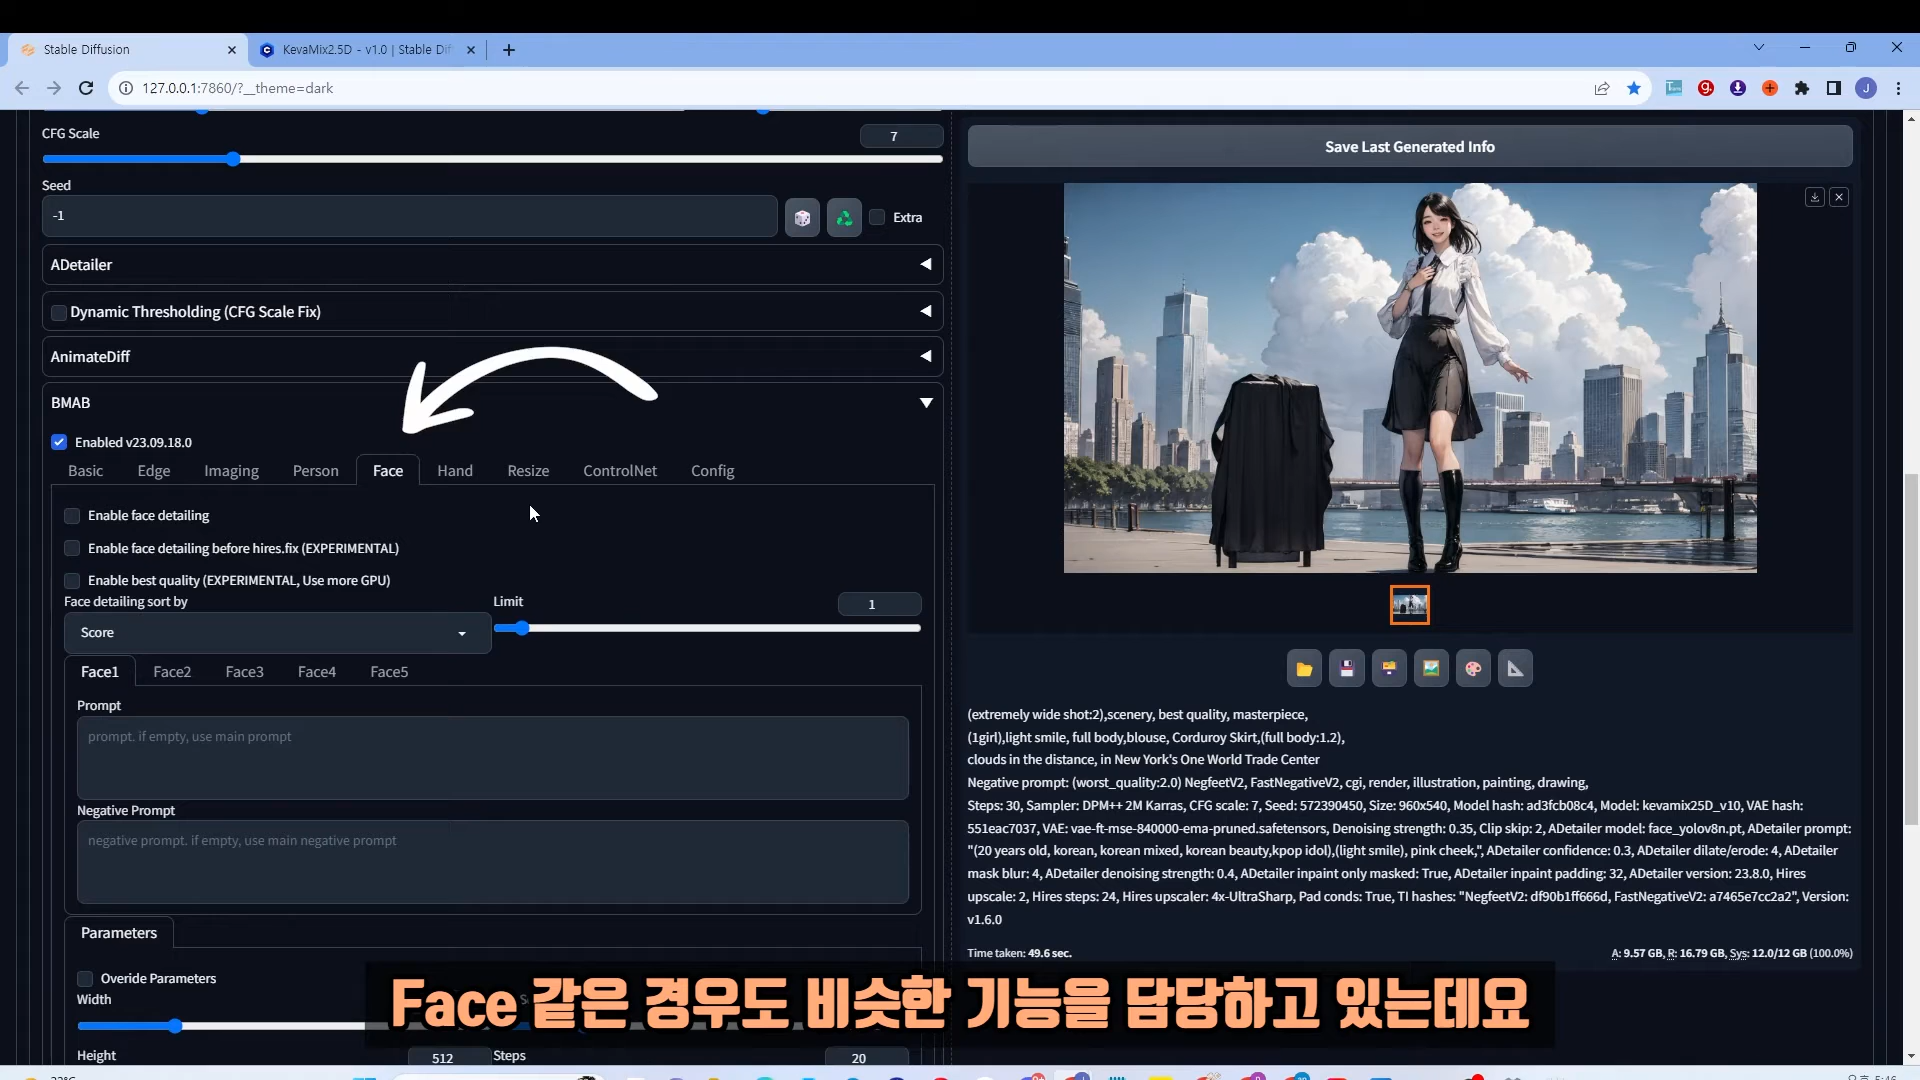 Stable Diffusion
KevaMix2.5D - v1.0 | Stable Dif
127.0.0.1:7860/?__theme=dark
J
CFG Scale
7
Seed
-1
Extra
ADetailer
Dynamic Thresholding (CFG Scale Fix)
AnimateDiff
BMAB
Enabled v23.09.18.0
Basic Edge Imaging Person Face Hand Resize ControlNet Config
Enable face detailing
Enable face detailing before hires.fix (EXPERIMENTAL)
Enable best quality (EXPERIMENTAL, Use more GPU)
Face detailing sort by
Score
Limit
1
Face1 Face2 Face3 Face4 Face5
Prompt
prompt. if empty, use main prompt
Negative Prompt
negative prompt. if empty, use main negative prompt
Parameters
Overide Parameters
Width
Height
512
Steps
20
Save Last Generated Info
(extremely wide shot:2),scenery, best quality, masterpiece,
(1girl),light smile, full body,blouse, Corduroy Skirt,(full body:1.2),
clouds in the distance, in New York's One World Trade Center
Negative prompt: (worst_quality:2.0) NegfeetV2, FastNegativeV2, cgi, render, illustration, painting, drawing,
Steps: 30, Sampler: DPM++ 2M Karras, CFG scale: 7, Seed: 572390450, Size: 960x540, Model hash: ad3fcb08c4, Model: kevamix25D_v10, VAE hash:
551eac7037, VAE: vae-ft-mse-840000-ema-pruned.safetensors, Denoising strength: 0.35, Clip skip: 2, ADetailer model: face_yolov8n.pt, ADetailer prompt:
"(20 years old, korean, korean mixed, korean beauty,kpop idol),(light smile), pink cheek,", ADetailer confidence: 0.3, ADetailer dilate/erode: 4, ADetailer
mask blur: 4, ADetailer denoising strength: 0.4, ADetailer inpaint only masked: True, ADetailer inpaint padding: 32, ADetailer version: 23.8.0, Hires
upscale: 2, Hires steps: 24, Hires upscaler: 4x-UltraSharp, Pad conds: True, TI hashes: "NegfeetV2: df90b1ff666d, FastNegativeV2: a7465e7cc2a2", Version:
v1.6.0
Time taken: 49.6 sec.
A: 9.57 GB, R: 16.79 GB, Sys: 12.0/12 GB (100.0%)
Face 같은 경우도 비슷한 기능을 담당하고 있는데요